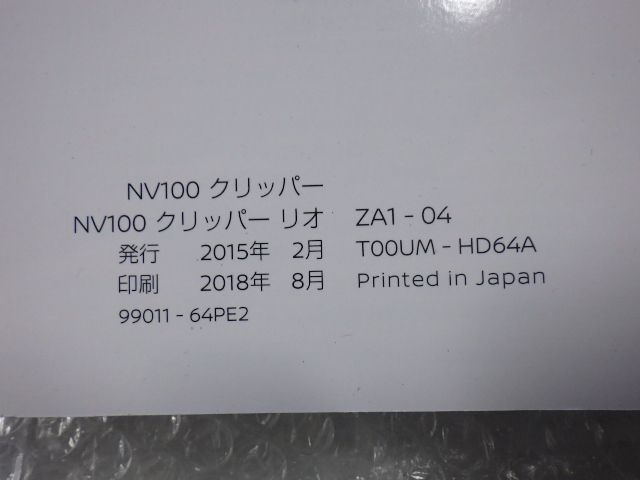 NV100 クリッパー
NV100 クリッパー リオ ZA1 - 04
発行 2015年 2月 T00UM - HD64A
印刷 2018年 8月 Printed in Japan
99011 - 64PE2